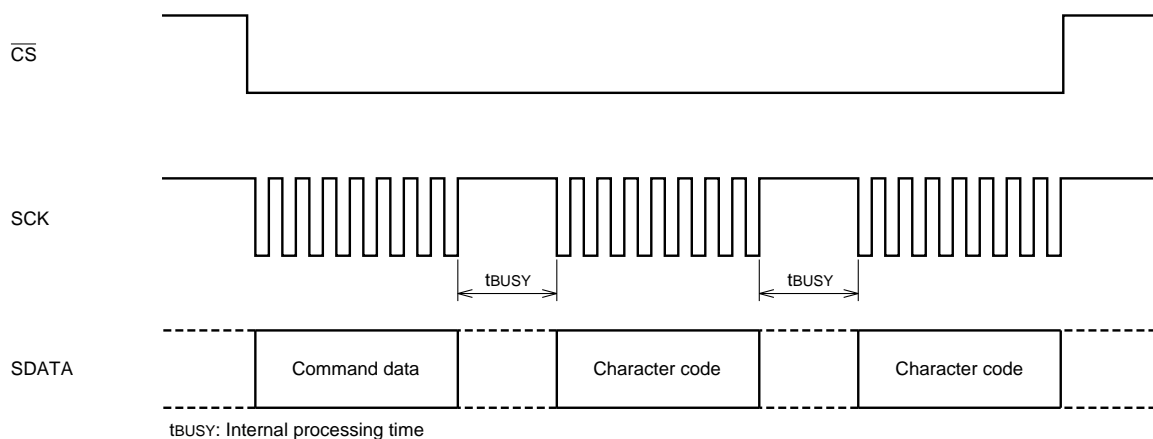 CS
SCK
tBUSY tBUSY
SDATA Command data Character code Character code
tBUSY: Internal processing time